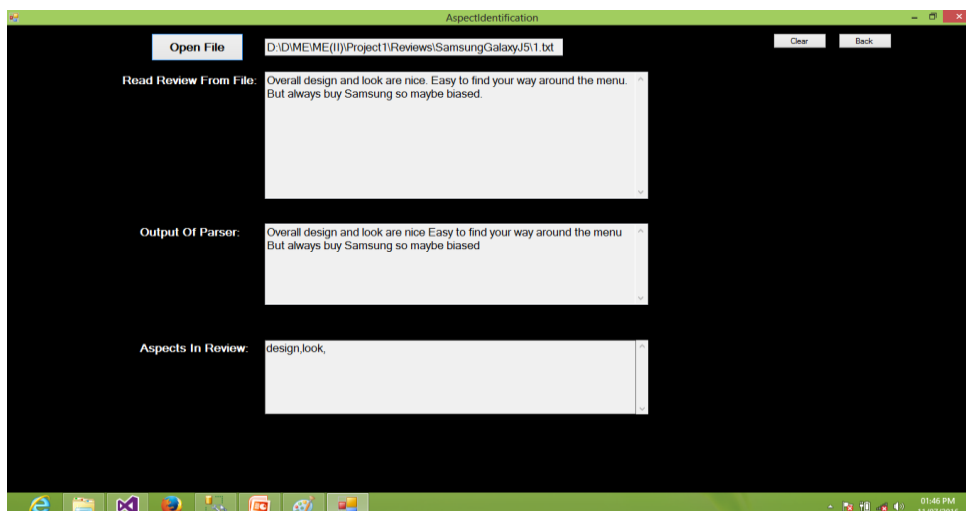 AspectIdentification
Open File
D:\D\ME\ME(II)\Project1\Reviews\SamsungGalaxyJ5\1.txt
Clear
Back
Read Review From File:
Overall design and look are nice. Easy to find your way around the menu.
But always buy Samsung so maybe biased.
Output Of Parser:
Overall design and look are nice Easy to find your way around the menu
But always buy Samsung so maybe biased
Aspects In Review:
design,look,
01:46 PM